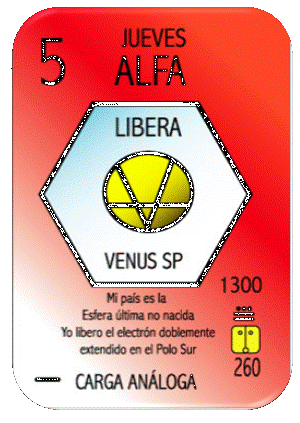 5
JUEVES
ALFA
LIBERA
VENUS SP
1300
Mi país es la
Esfera última no nacida
Yo libero el electrón doblemente
extendido en el Polo Sur
260
CARGA ANÁLOGA